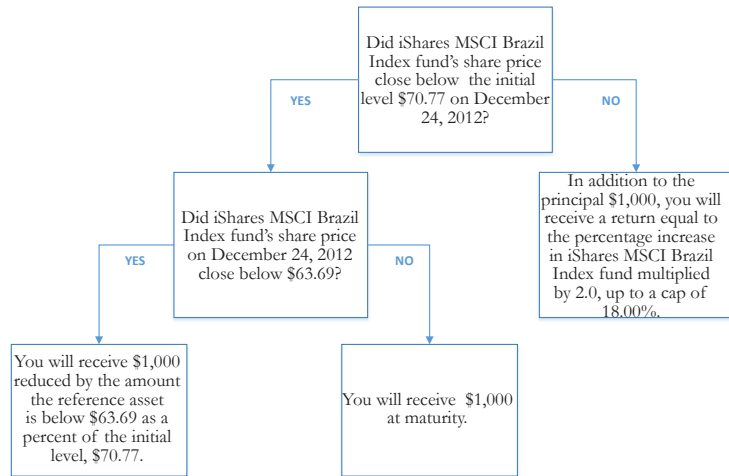 Did iShares MSCI Brazil
Index fund's share price
close below the initial
level $70.77 on December
24, 2012?
YES
NO
Did iShares MSCI Brazil
Index fund's share price
on December 24, 2012
close below $63.69?
In addition to the
principal $1,000, you will
receive a return equal to
the percentage increase
in iShares MSCI Brazil
Index fund multiplied
by 2.0, up to a cap of
18.00%.
YES
NO
You will receive $1,000
reduced by the amount
the reference asset
is below $63.69 as a
percent of the initial
level, $70.77.
You will receive $1,000
at maturity.